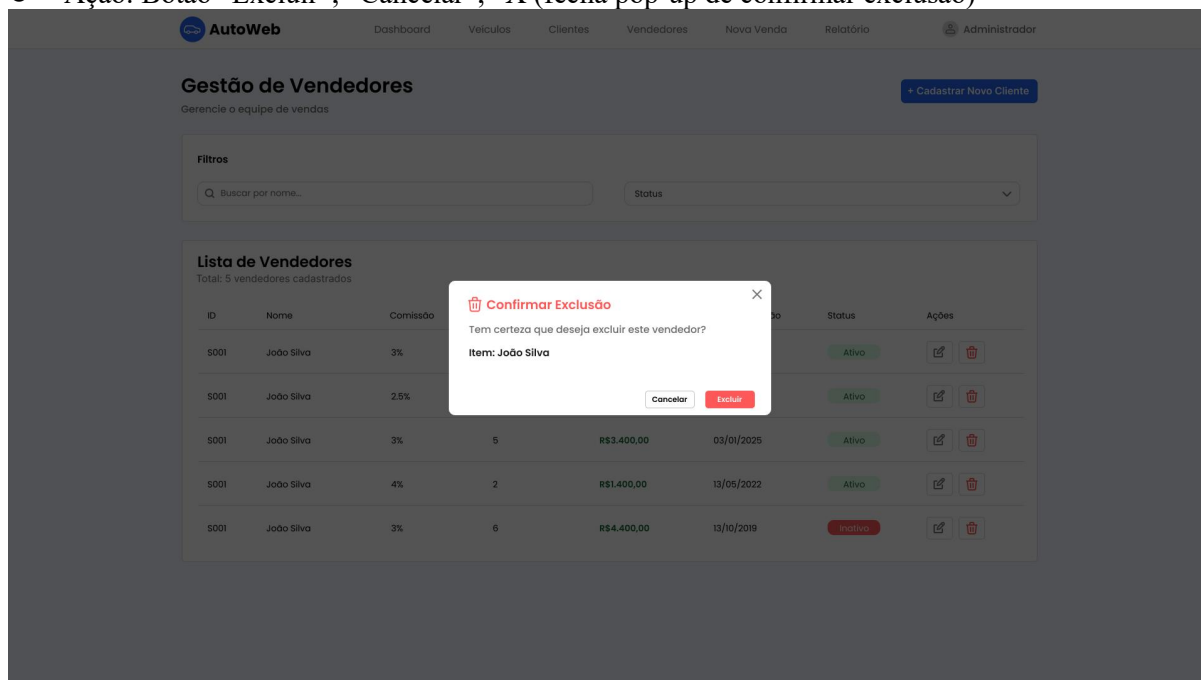 Ação: Botão "Excluir", "Cancelar", "X (fecha pop-up de confirmar exclusão)
AutoWeb Dashboard Veículos Clientes Vendedores Nova Venda Relatório Administrador
Gestão de Vendedores
+ Cadastrar Novo Cliente
Gerencie o equipe de vendas
Filtros
Buscar por nome... Status
Lista de Vendedores
Total: 5 vendedores cadastrados
Confirmar Exclusão
Tem certeza que deseja excluir este vendedor?
Item: João Silva
Cancelar Excluir
ID Nome Comissão ão Status Ações
S001 João Silva 3% Ativo
S001 João Silva 2.5% Ativo
S001 João Silva 3% 5 R$3.400,00 03/01/2025 Ativo
S001 João Silva 4% 2 R$1.400,00 13/05/2022 Ativo
S001 João Silva 3% 6 R$4.400,00 13/10/2019 Inativo